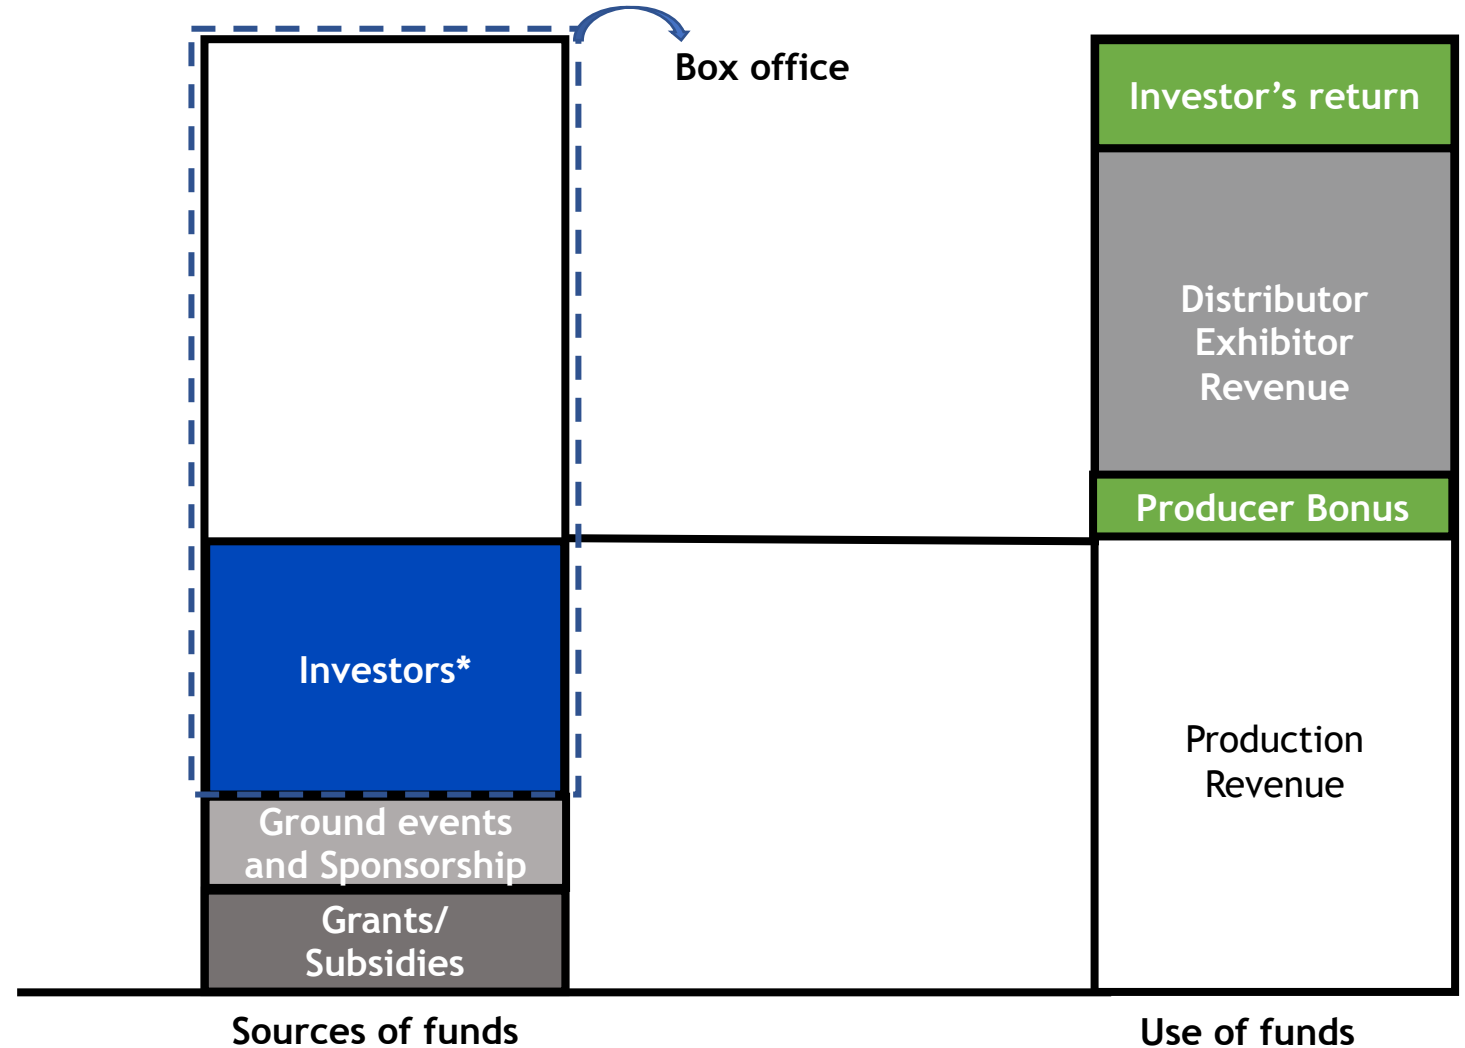 Box office
Investor’s return
Distributor
Exhibitor
Revenue
Producer Bonus
Investors*
Production
Revenue
Ground events
and Sponsorship
Grants/
Subsidies
Sources of funds
Use of funds